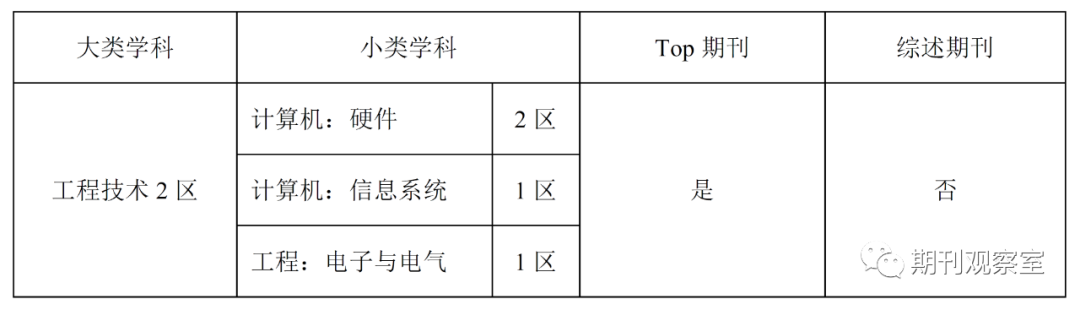 大类学科 小类学科 Top 期刊 综述期刊
计算机：硬件 2 区
工程技术 2 区 计算机：信息系统 1 区 是 否
工程：电子与电气 1 区
期刊观察室